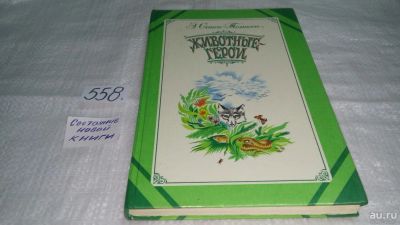 Э. Сетон-Томпсон
ЖИВОТНЫЕ-
ГЕРОИ
558.
Состояние
новой
книги
au.ru